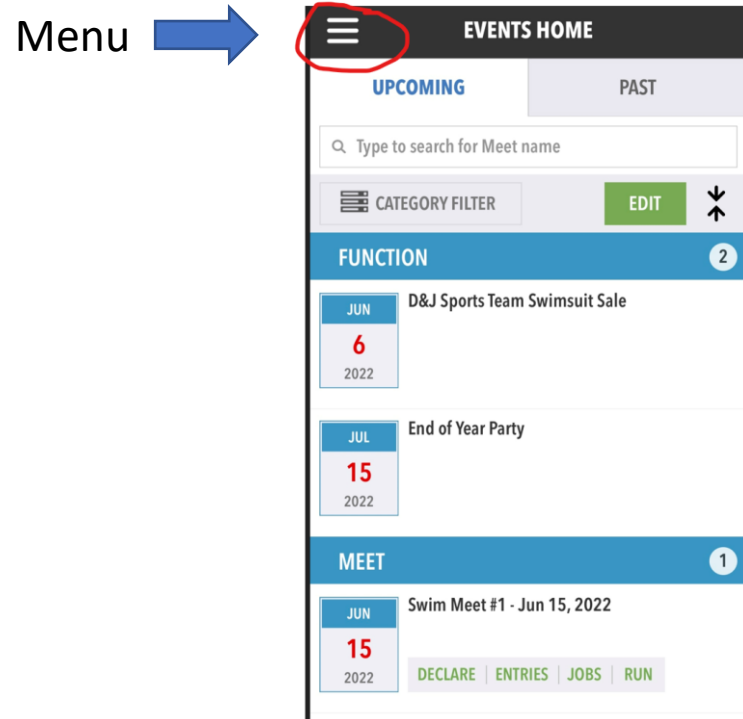 Menu
EVENTS HOME
UPCOMING PAST
Type to search for Meet name
CATEGORY FILTER EDIT
FUNCTION 2
JUN
6
2022
D&J Sports Team Swimsuit Sale
JUL
15
2022
End of Year Party
MEET 1
JUN
15
2022
Swim Meet #1 - Jun 15, 2022
DECLARE | ENTRIES | JOBS | RUN